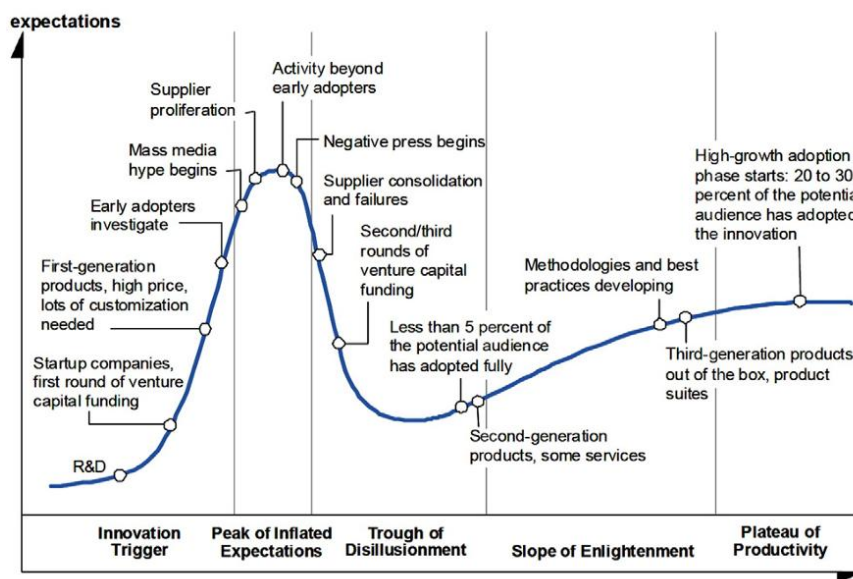 expectations
Activity beyond
early adopters
Supplier
proliferation
Negative press begins
Mass media
hype begins
High-growth adoption
phase starts: 20 to 30
percent of the potentia
audience has adopted
the innovation
Supplier consolidation
and failures
Early adopters
investigate
Second/third
rounds of
venture capital
funding
First-generation
products, high price,
lots of customization
needed
Methodologies and best
practices developing
Less than 5 percent of
the potential audience
has adopted fully
Startup companies,
first round of venture
capital funding
Third-generation products
out of the box, product
suites
Second-generation
products, some services
R&D
Innovation
Trigger
Peak of Inflated
Expectations
Trough of
Disillusionment
Slope of Enlightenment
Plateau of
Productivity